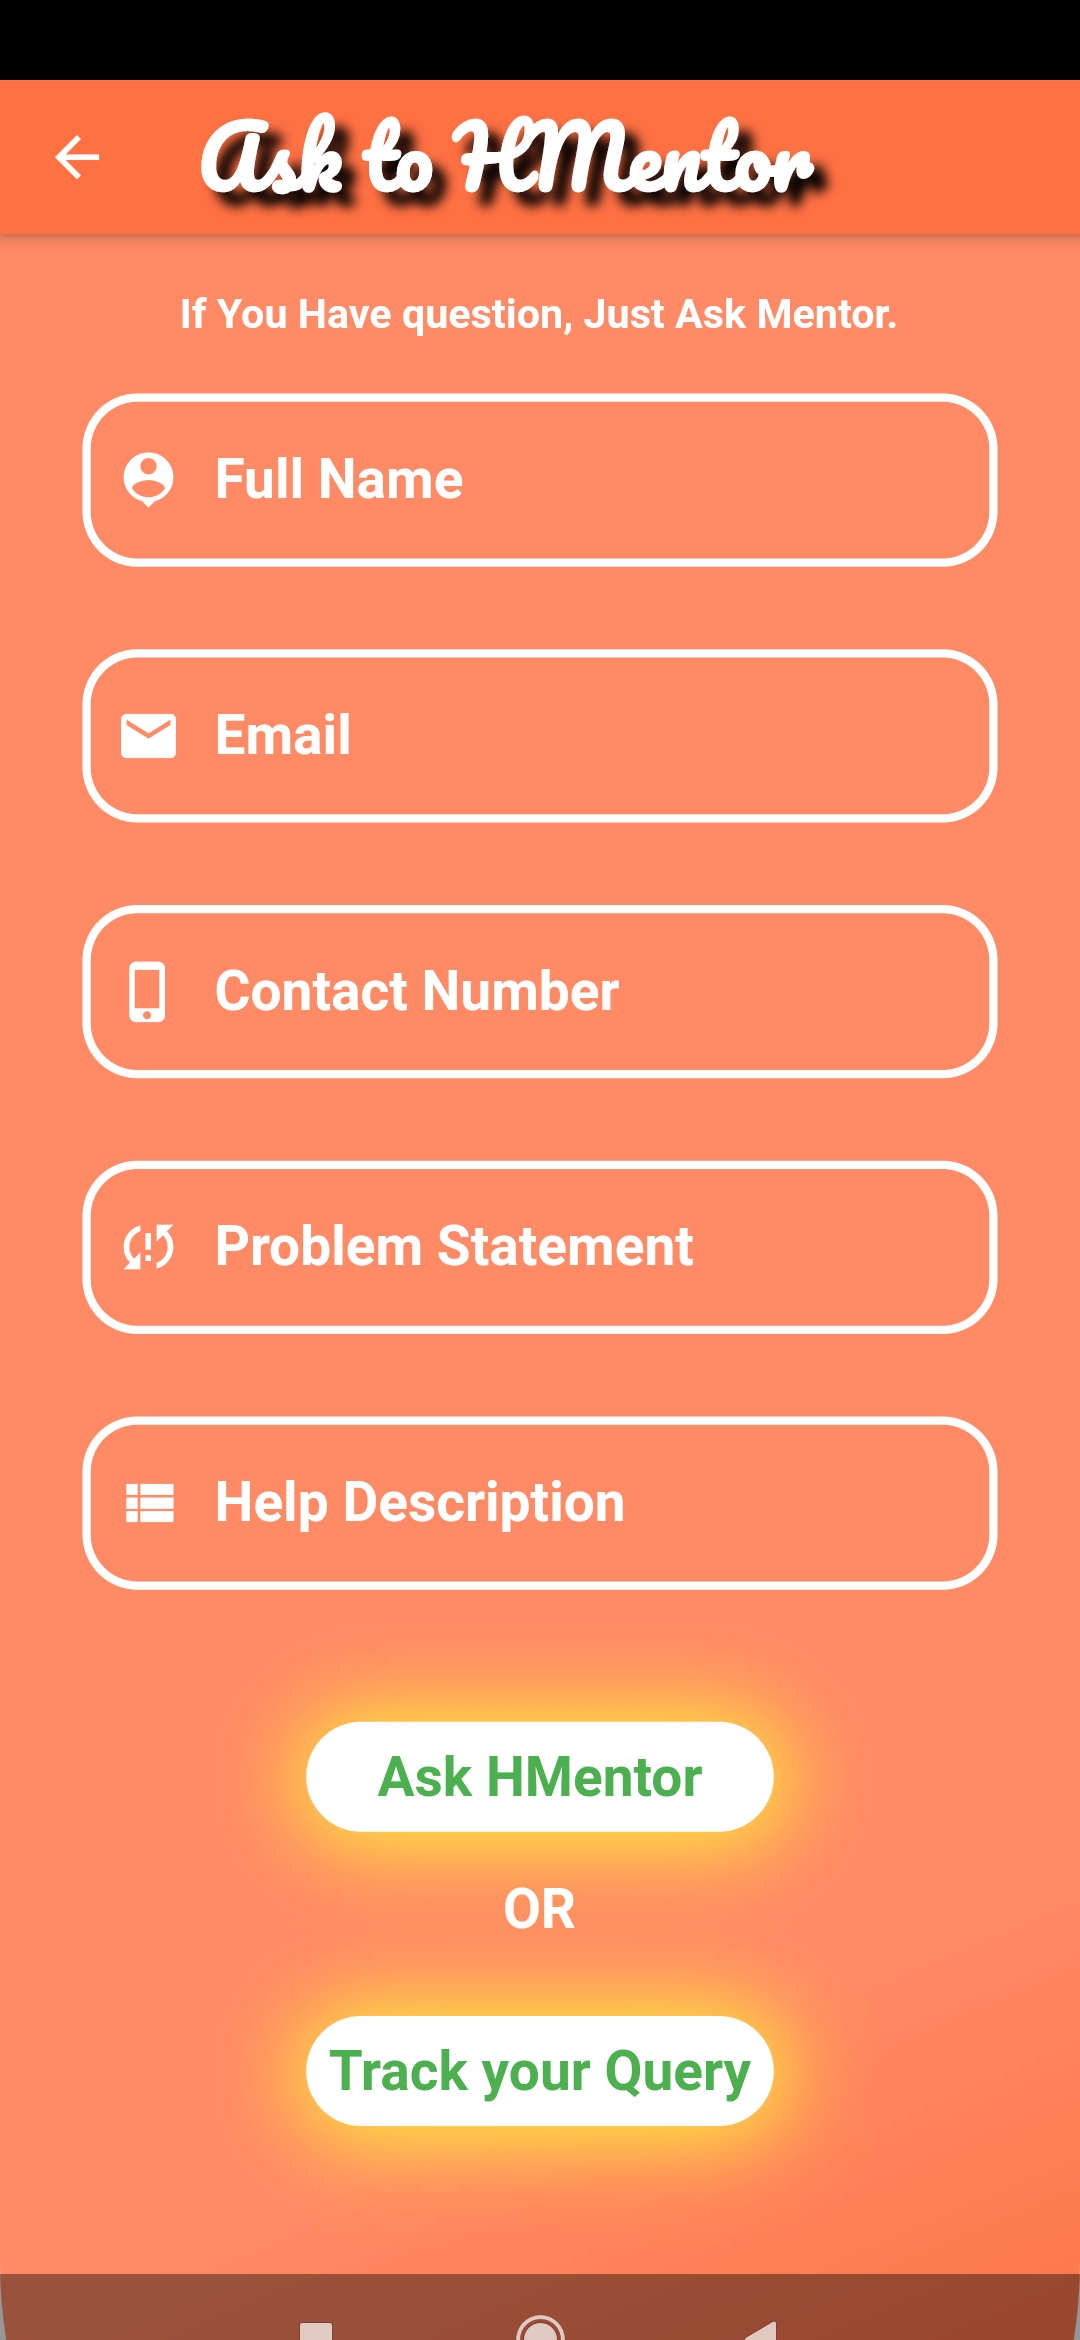 Ask to HMentor
If You Have question, Just Ask Mentor.
Full Name
Email
Contact Number
Problem Statement
Help Description
Ask HMentor
OR
Track your Query